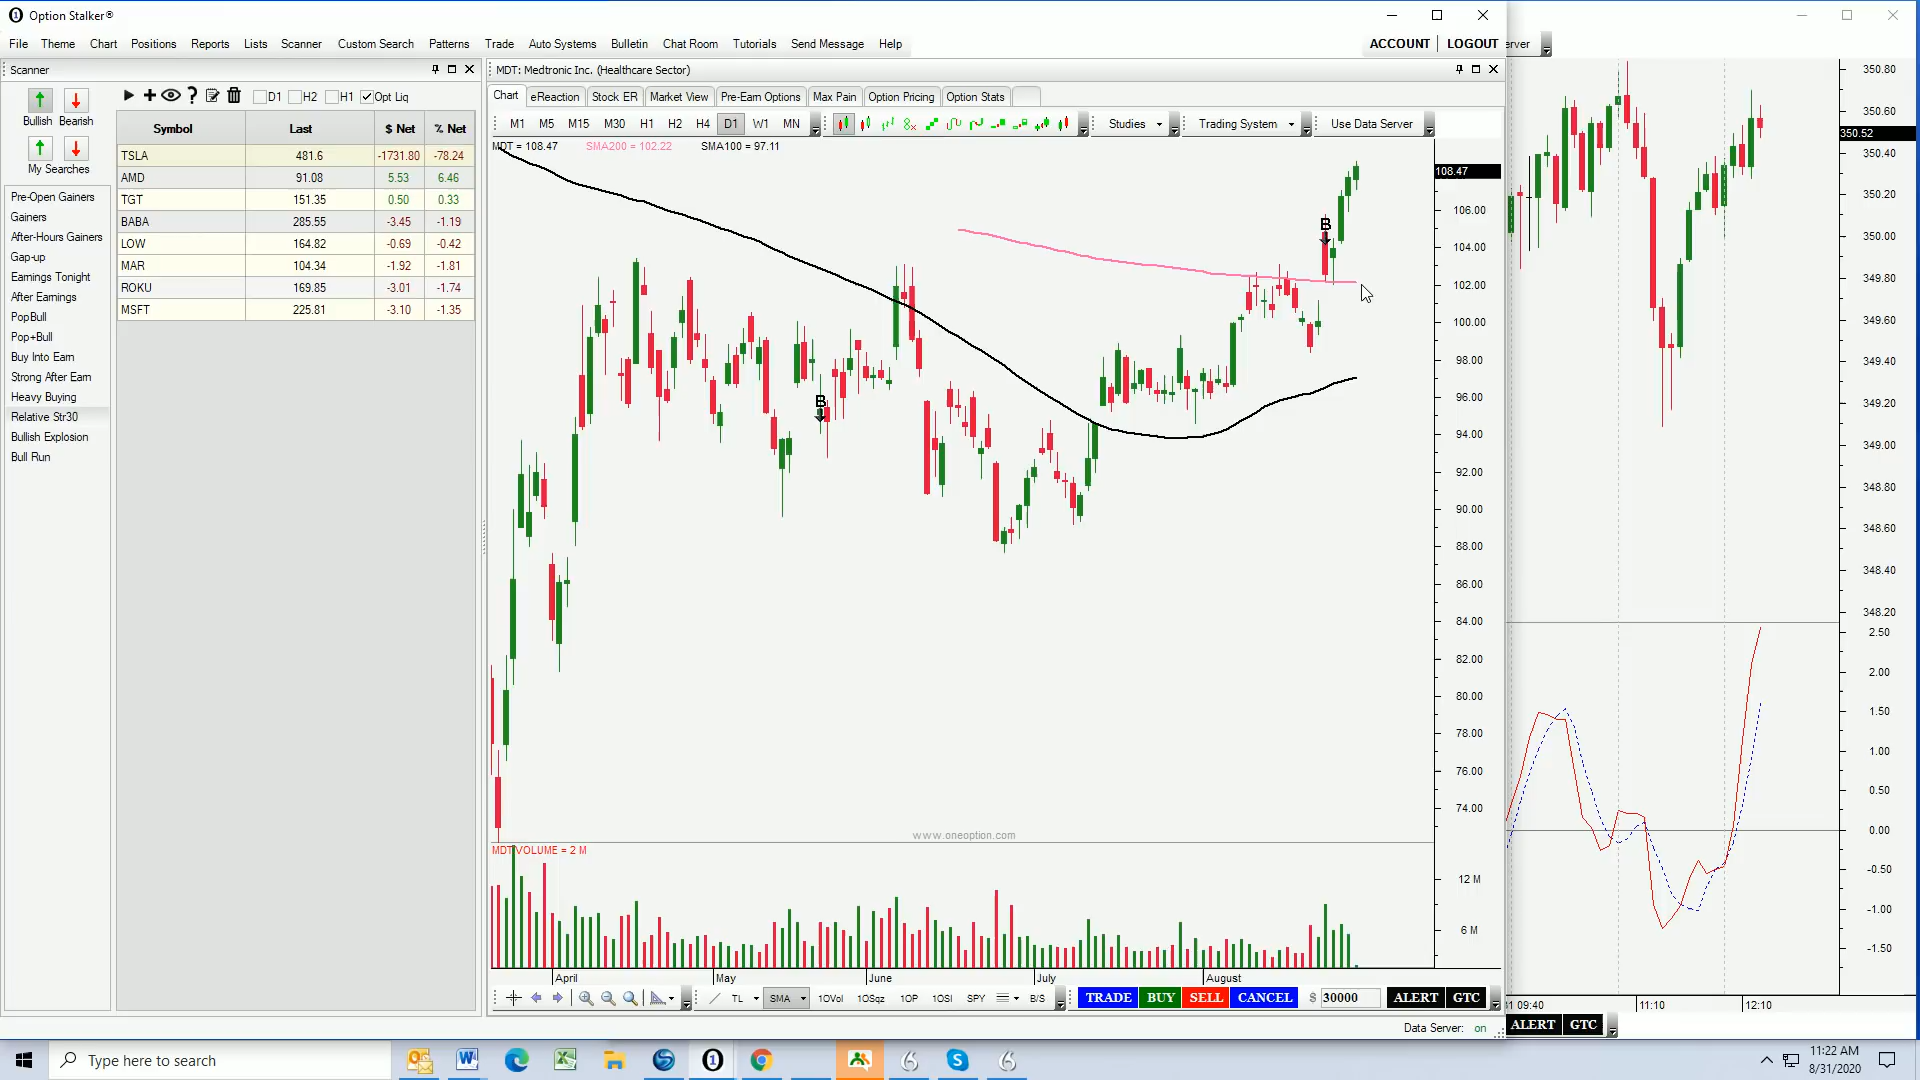 Option Stalker®
File Theme Chart Positions Reports Lists Scanner Custom Search Patterns Trade Auto Systems Bulletin Chat Room Tutorials Send Message Help ACCOUNT LOGOUT erver
Scanner
MDT: Medtronic Inc. (Healthcare Sector)
Chart eReaction Stock ER Market View Pre-Earn Options Max Pain Option Pricing Option Stats
D1 H2 H1 Opt Liq
Bullish Bearish
My Searches
M1 M5 M15 M30 H1 H2 H4 D1 W1 MN Studies Trading System Use Data Server
Symbol Last $ Net % Net
TSLA 481.6 -1731.80 -78.24
AMD 91.08 5.53 6.46
TGT 151.35 0.50 0.33
BABA 285.55 -3.45 -1.19
LOW 164.82 -0.69 -0.42
MAR 104.34 -1.92 -1.81
ROKU 169.85 -3.01 -1.74
MSFT 225.81 -3.10 -1.35
Pre-Open Gainers
Gainers
After-Hours Gainers
Gap-up
Earnings Tonight
After Earnings
PopBull
Pop+Bull
Buy Into Earn
Strong After Earn
Heavy Buying
Relative Str30
Bullish Explosion
Bull Run
MDT = 108.47 SMA200 = 102.22 SMA100 = 97.11
B
B
108.47
106.00
104.00
102.00
100.00
98.00
96.00
94.00
92.00
90.00
88.00
86.00
84.00
82.00
80.00
78.00
76.00
74.00
www.oneoption.com
MDT VOLUME = 2 M
12 M
6 M
April May June July August
TL SMA 1OVol 1OSqz 1OP 1OSI SPY B/S TRADE BUY SELL CANCEL $ 30000 ALERT GTC
Data Server: on
350.80
350.60
350.52
350.40
350.20
350.00
349.80
349.60
349.40
349.20
349.00
348.80
348.60
348.40
348.20
2.50
2.00
1.50
1.00
0.50
0.00
-0.50
-1.00
-1.50
09:40 11:10 12:10
ALERT GTC
Type here to search
11:22 AM
8/31/2020